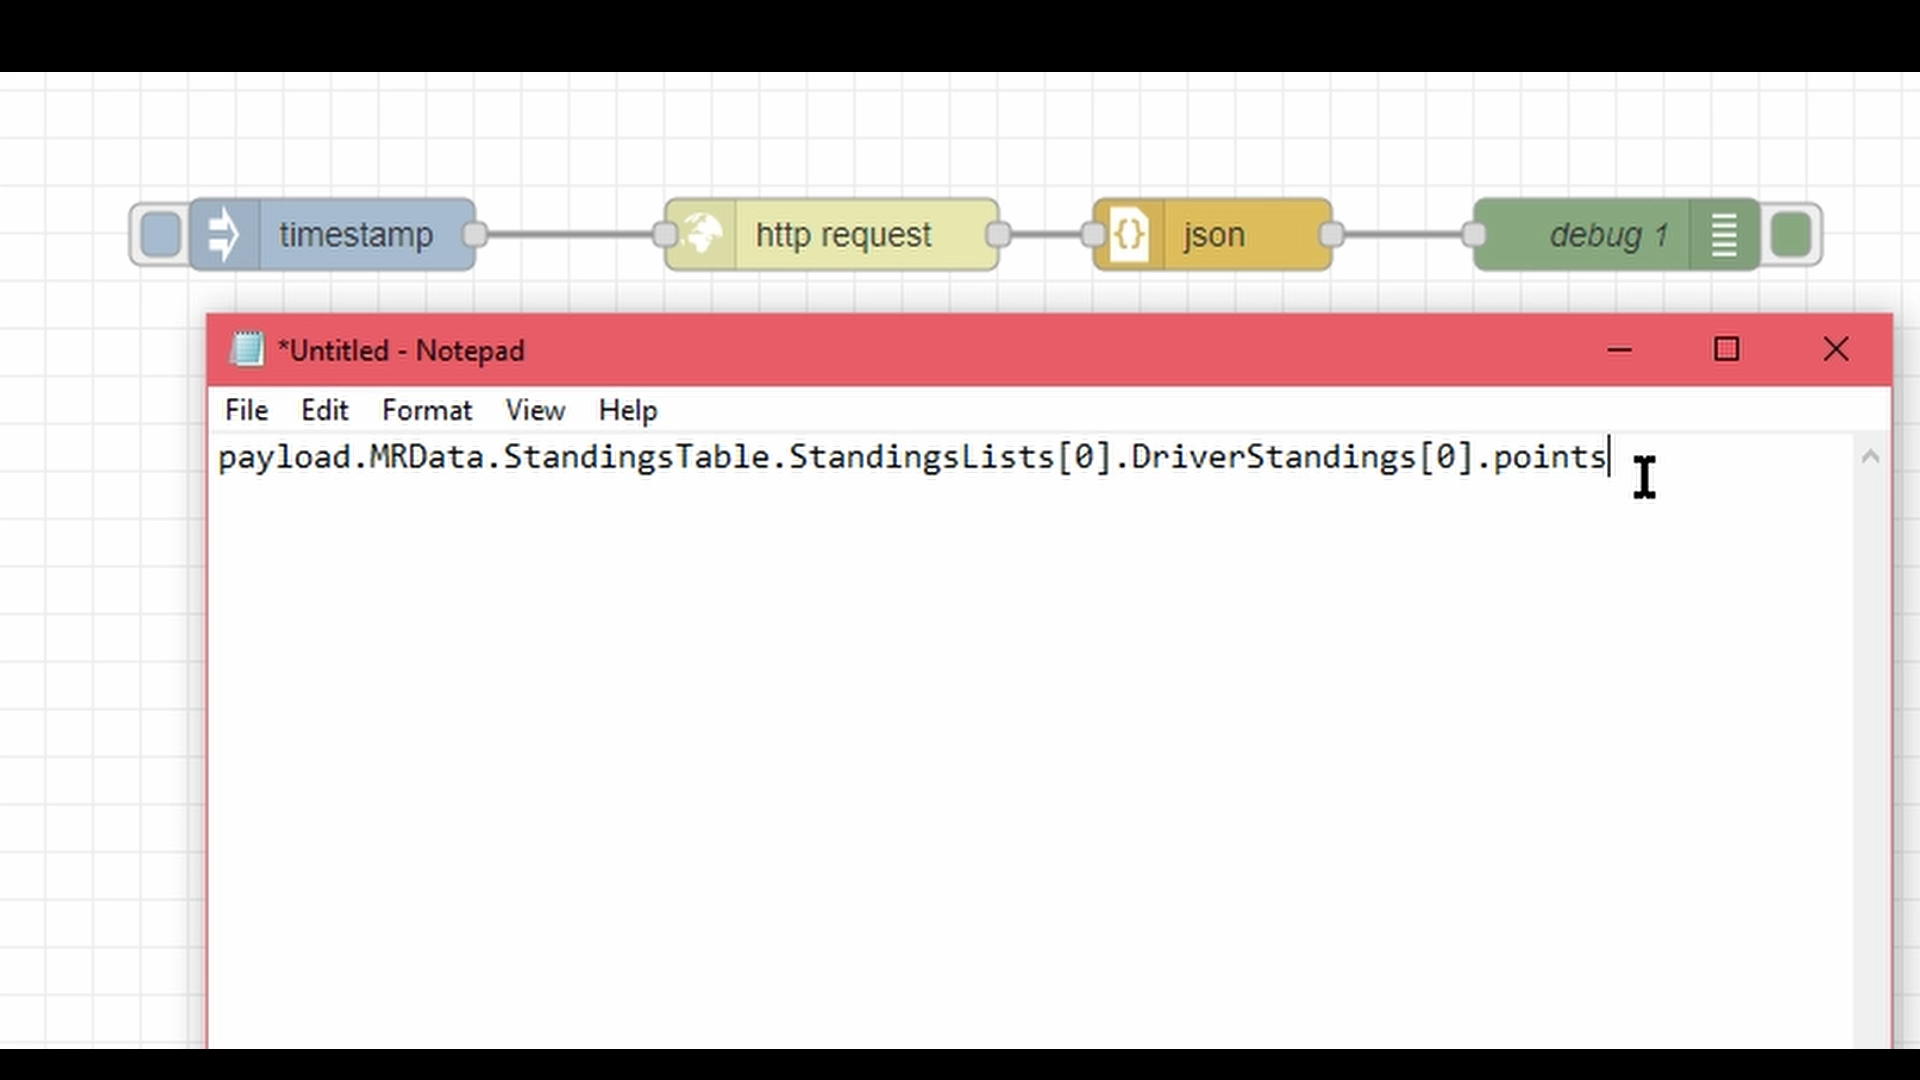 timestamp
http request
json
debug 1
*Untitled - Notepad
File Edit Format View Help
payload.MRData.StandingsTable.StandingsLists[0].DriverStandings[0].points